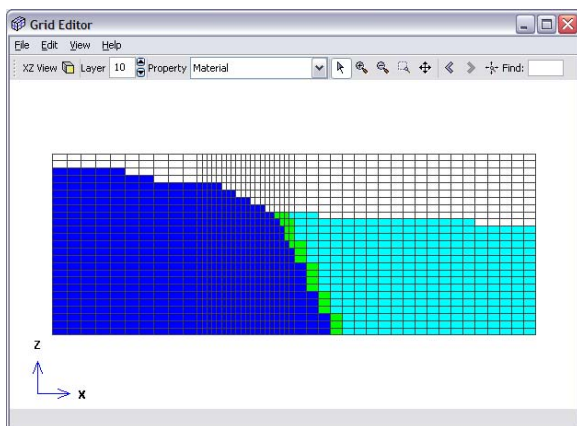 Grid Editor
File Edit View Help
XZ View Layer 10 Property Material Find:
Z
X